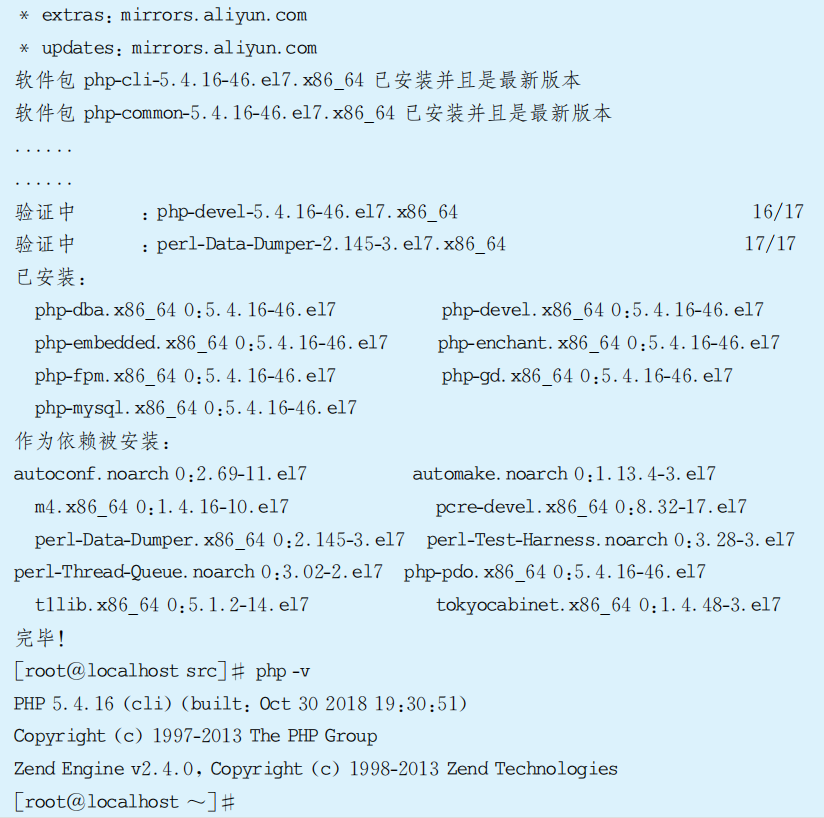 * extras: mirrors.aliyun.com
* updates: mirrors.aliyun.com
软件包 php-cli-5.4.16-46.el7.x86_64 已安装并且是最新版本
软件包 php-common-5.4.16-46.el7.x86_64 已安装并且是最新版本
......
......
验证中 : php-devel-5.4.16-46.el7.x86_64 16/17
验证中 : perl-Data-Dumper-2.145-3.el7.x86_64 17/17
已安装:
php-dba.x86_64 0:5.4.16-46.el7 php-devel.x86_64 0:5.4.16-46.el7
php-embedded.x86_64 0:5.4.16-46.el7 php-enchant.x86_64 0:5.4.16-46.el7
php-fpm.x86_64 0:5.4.16-46.el7 php-gd.x86_64 0:5.4.16-46.el7
php-mysql.x86_64 0:5.4.16-46.el7
作为依赖被安装:
autoconf.noarch 0:2.69-11.el7 automake.noarch 0:1.13.4-3.el7
m4.x86_64 0:1.4.16-10.el7 pcre-devel.x86_64 0:8.32-17.el7
perl-Data-Dumper.x86_64 0:2.145-3.el7 perl-Test-Harness.noarch 0:3.28-3.el7
perl-Thread-Queue.noarch 0:3.02-2.el7 php-pdo.x86_64 0:5.4.16-46.el7
t1lib.x86_64 0:5.1.2-14.el7 tokyocabinet.x86_64 0:1.4.48-3.el7
完毕!
[root@localhost src]# php -v
PHP 5.4.16 (cli) (built: Oct 30 2018 19:30:51)
Copyright (c) 1997-2013 The PHP Group
Zend Engine v2.4.0, Copyright (c) 1998-2013 Zend Technologies
[root@localhost ~]#